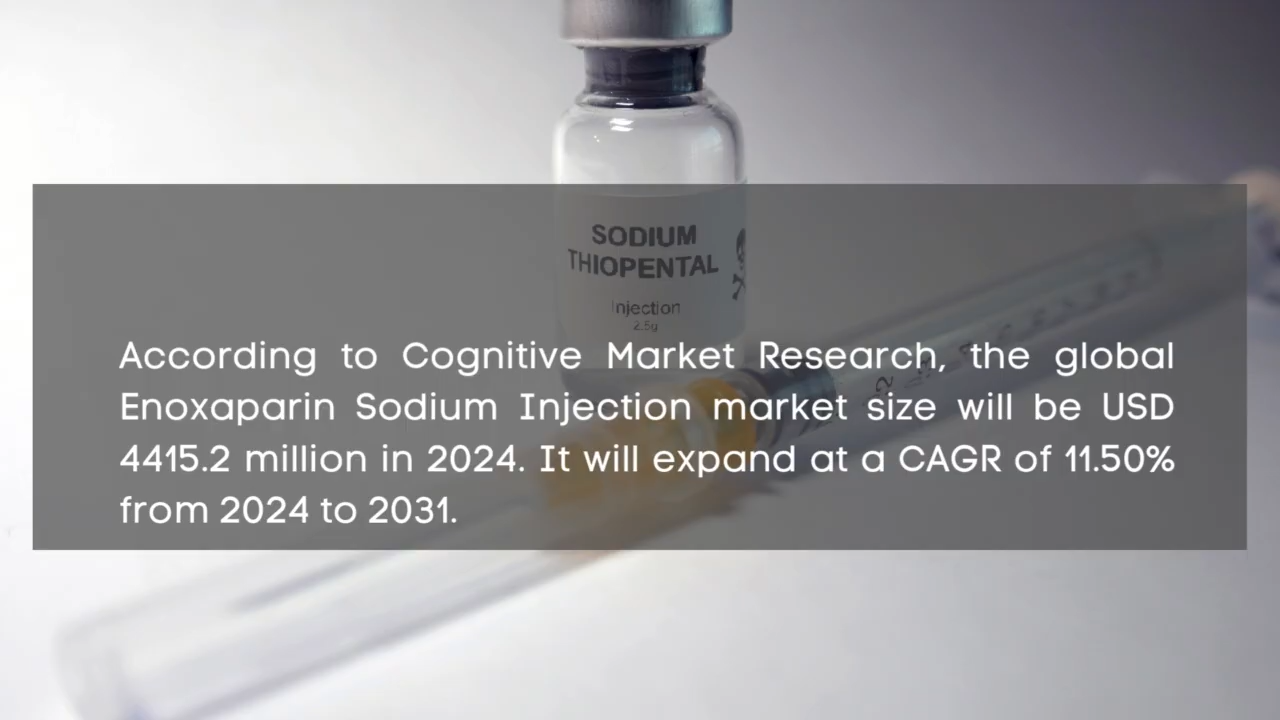 SODIUM
THIOPENTAL
Injection
2.5g
According to Cognitive Market Research, the global
Enoxaparin Sodium Injection market size will be USD
4415.2 million in 2024. It will expand at a CAGR of 11.50%
from 2024 to 2031.